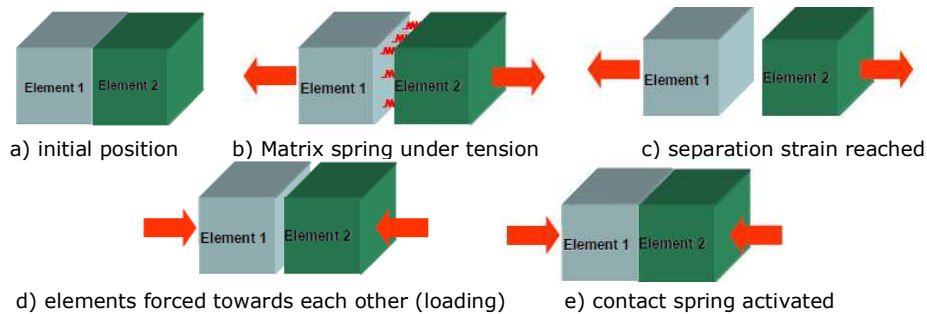 Element 1 Element 2
Element 1 Element 2
Element 1 Element 2
a) initial position
b) Matrix spring under tension
c) separation strain reached
Element 1 Element 2
Element 1 Element 2
d) elements forced towards each other (loading)
e) contact spring activated